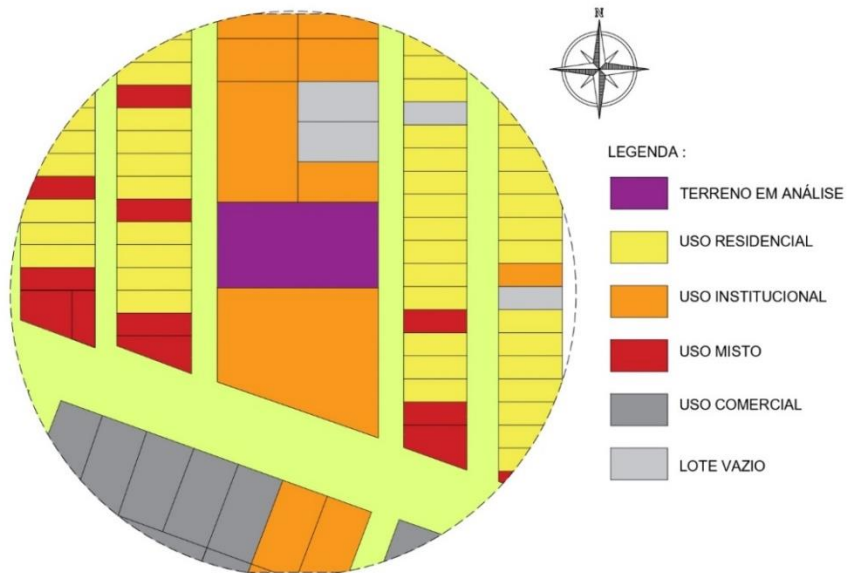 N
LEGENDA :
TERRENO EM ANÁLISE
USO RESIDENCIAL
USO INSTITUCIONAL
USO MISTO
USO COMERCIAL
LOTE VAZIO